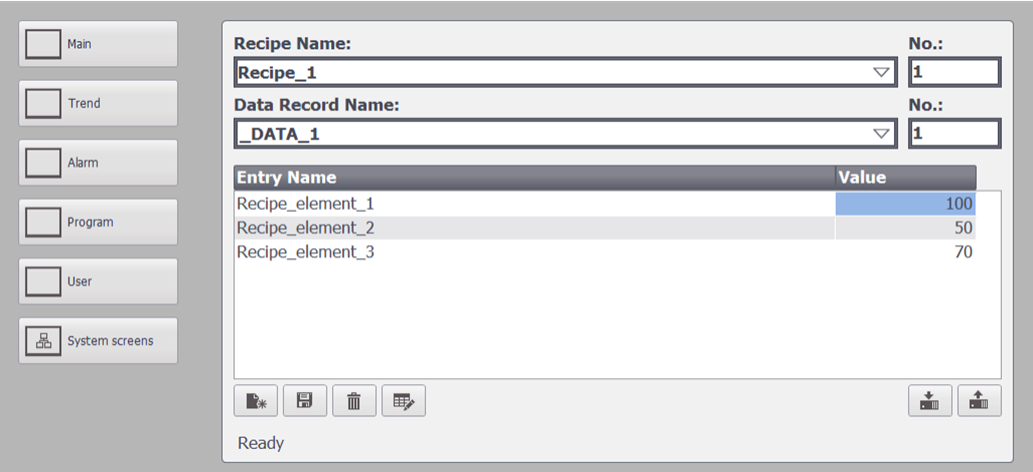 Main
Trend
Alarm
Program
User
System screens
Recipe Name: No.:
Recipe_1 1
Data Record Name: No.:
_DATA_1 1
Entry Name Value
Recipe_element_1 100
Recipe_element_2 50
Recipe_element_3 70
Ready